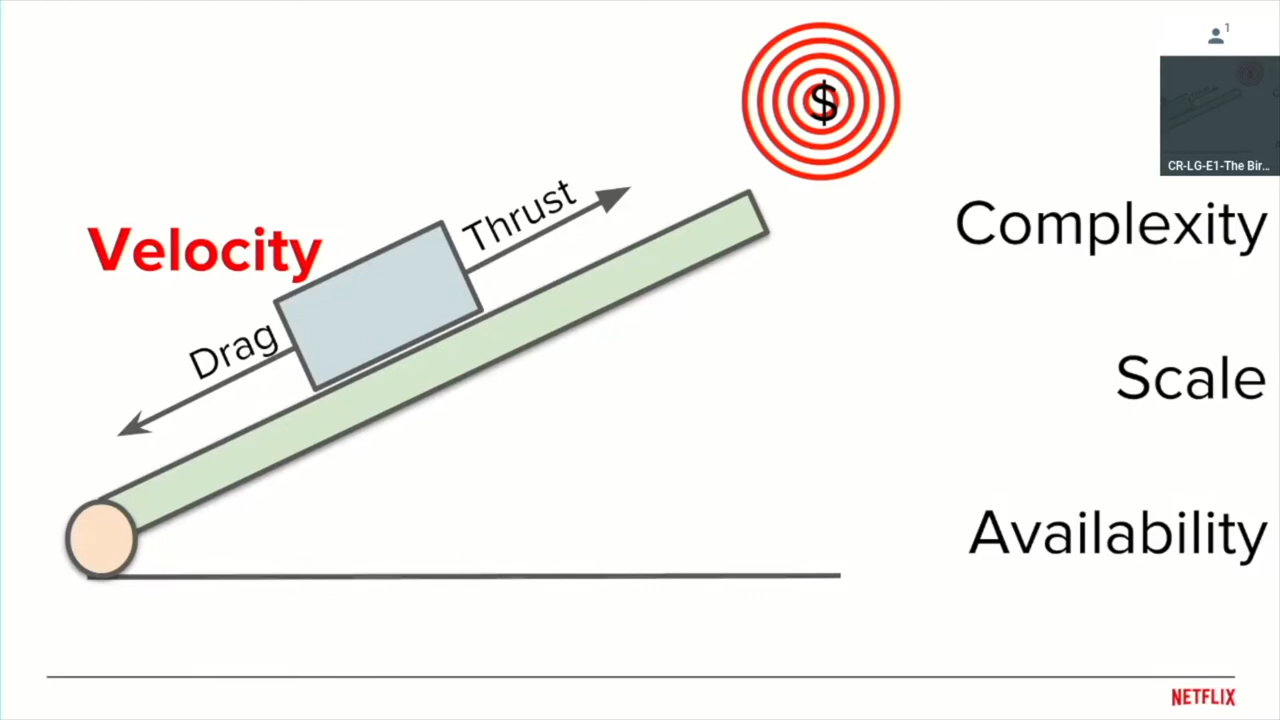 1
$
CR-LG-E1-The Bir...
Thrust
Velocity
Drag
Complexity
Scale
Availability
NETFLIX